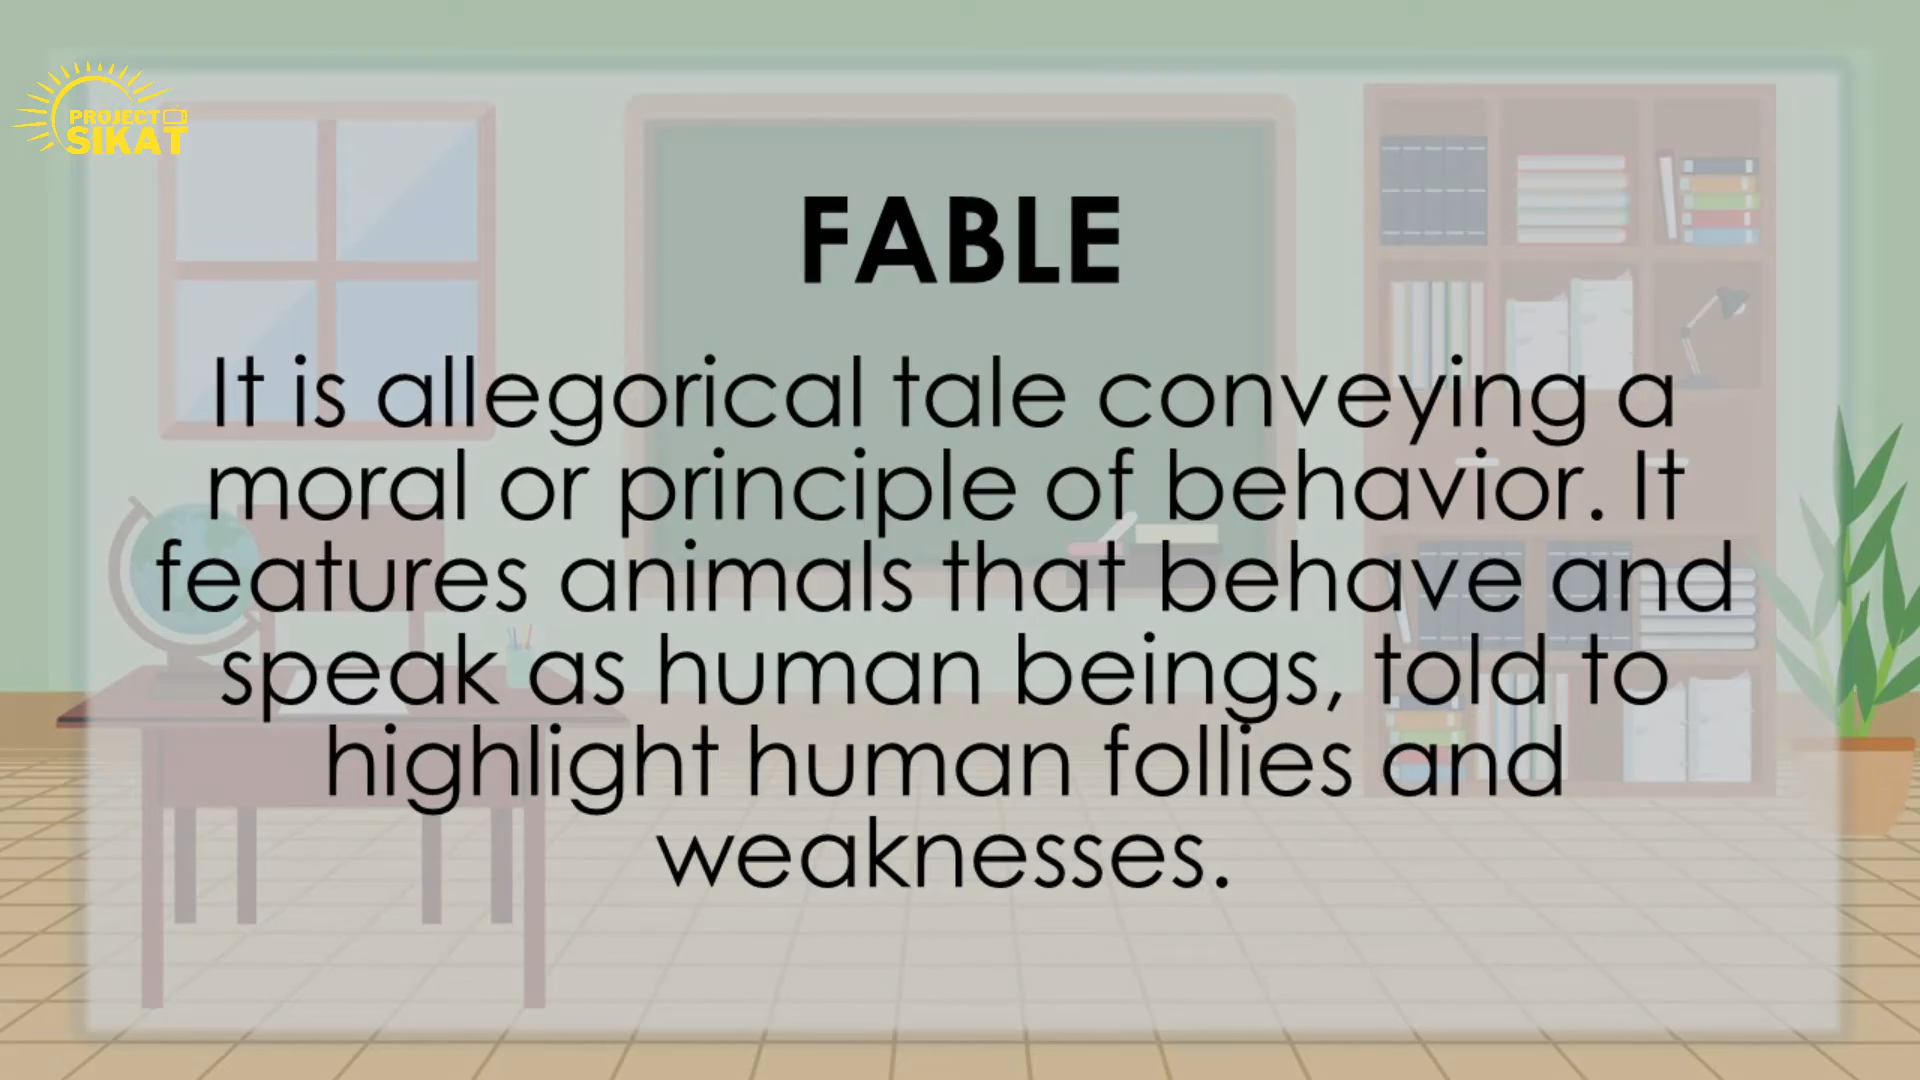 PROJECT
SIKAT
FABLE
It is allegorical tale conveying a
moral or principle of behavior. It
features animals that behave and
speak as human beings, told to
highlight human follies and
weaknesses.